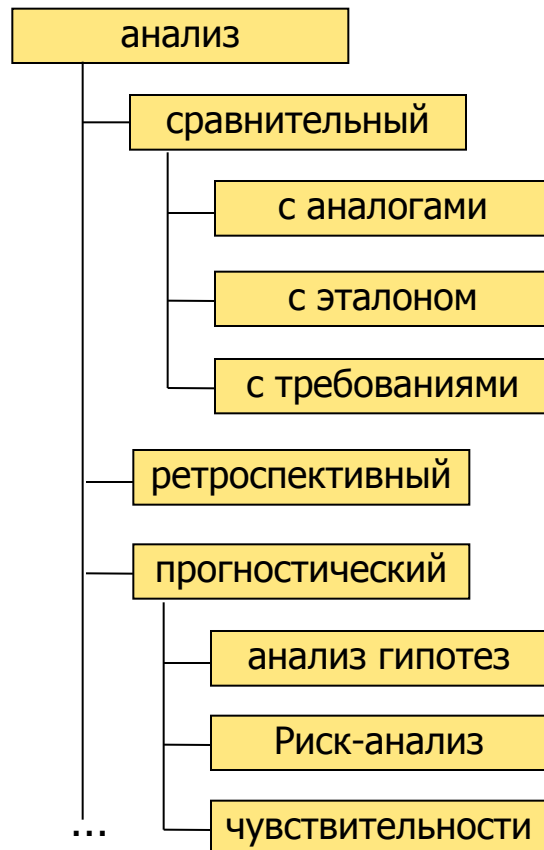 анализ
сравнительный
с аналогами
с эталоном
с требованиями
ретроспективный
прогностический
анализ гипотез
Риск-анализ
чувствительности
...